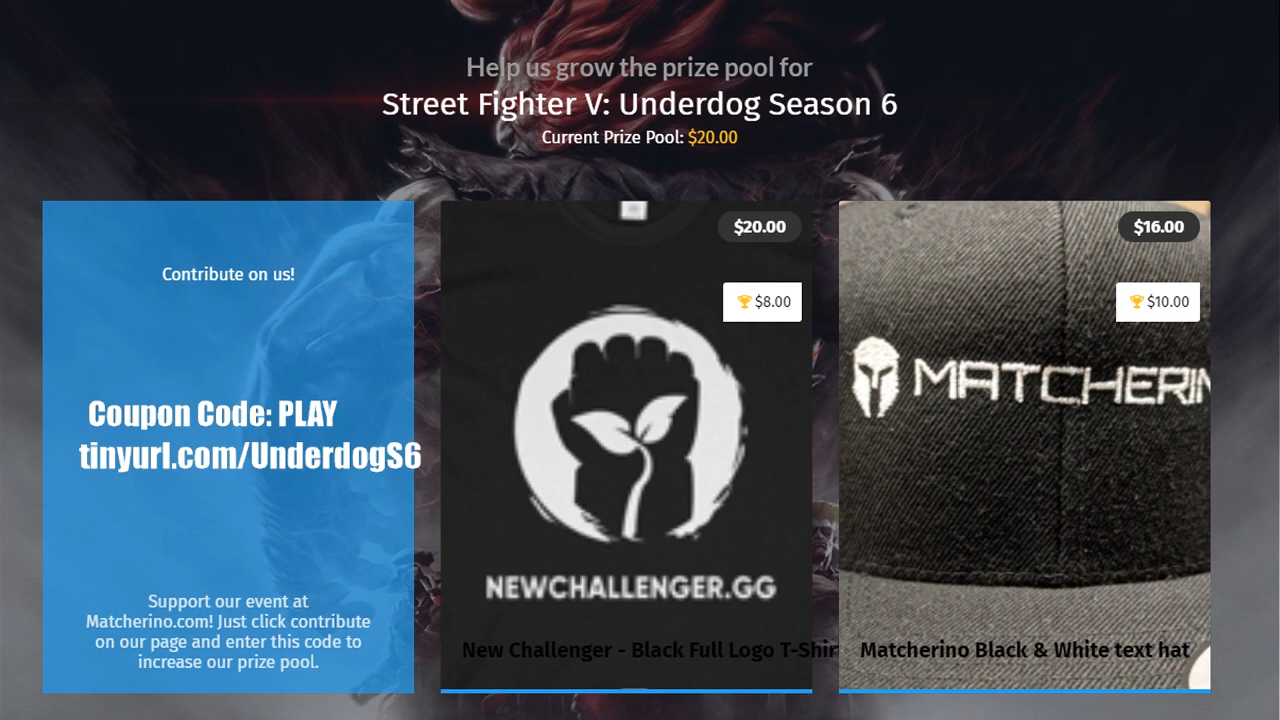 Help us grow the prize pool for
Street Fighter V: Underdog Season 6
Current Prize Pool: $20.00
Contribute on us!
Coupon Code: PLAY
tinyurl.com/UnderdogS6
Support our event at
Matcherino.com! Just click contribute
on our page and enter this code to
increase our prize pool.
$20.00
$8.00
NEWCHALLENGER.GG
New Challenger - Black Full Logo T-Shir
$16.00
$10.00
MATCHERIN
Matcherino Black & White text hat